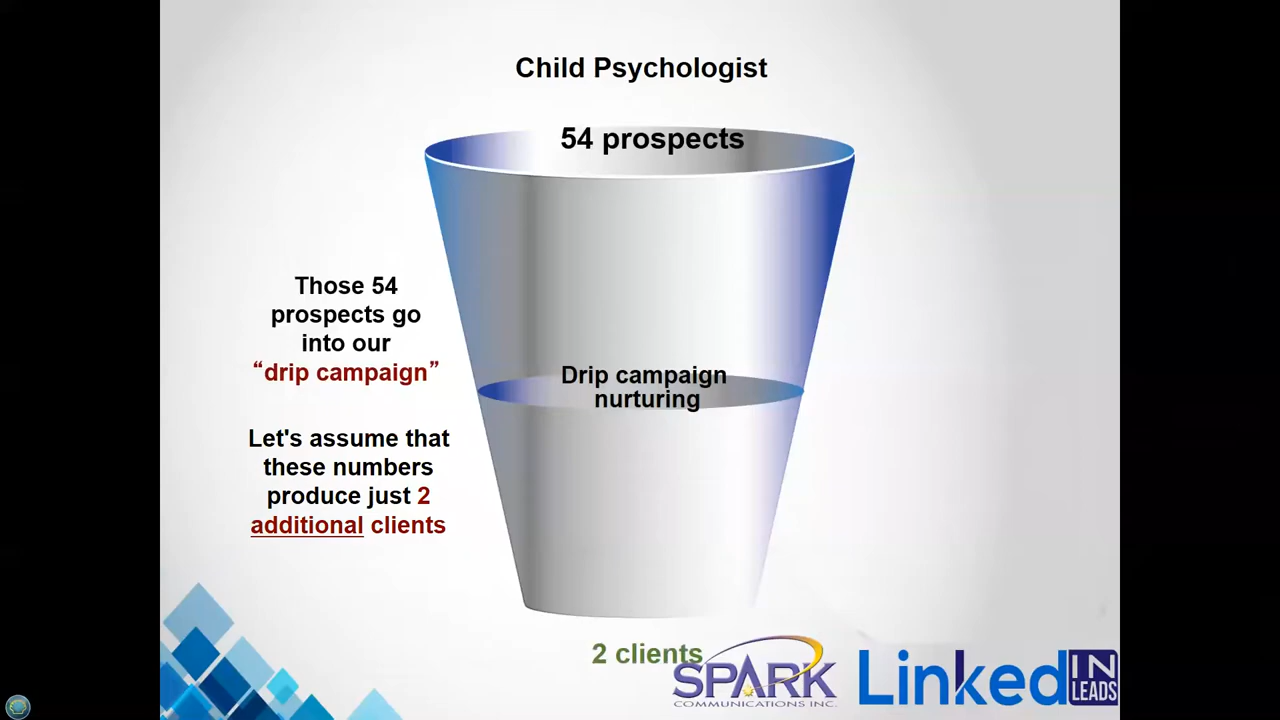 Child Psychologist
54 prospects
Those 54
prospects go
into our
“drip campaign”
Let's assume that
these numbers
produce just 2
additional clients
Drip campaign
nurturing
2 clients
SPARK
COMMUNICATIONS INC.
Linked IN
LEADS